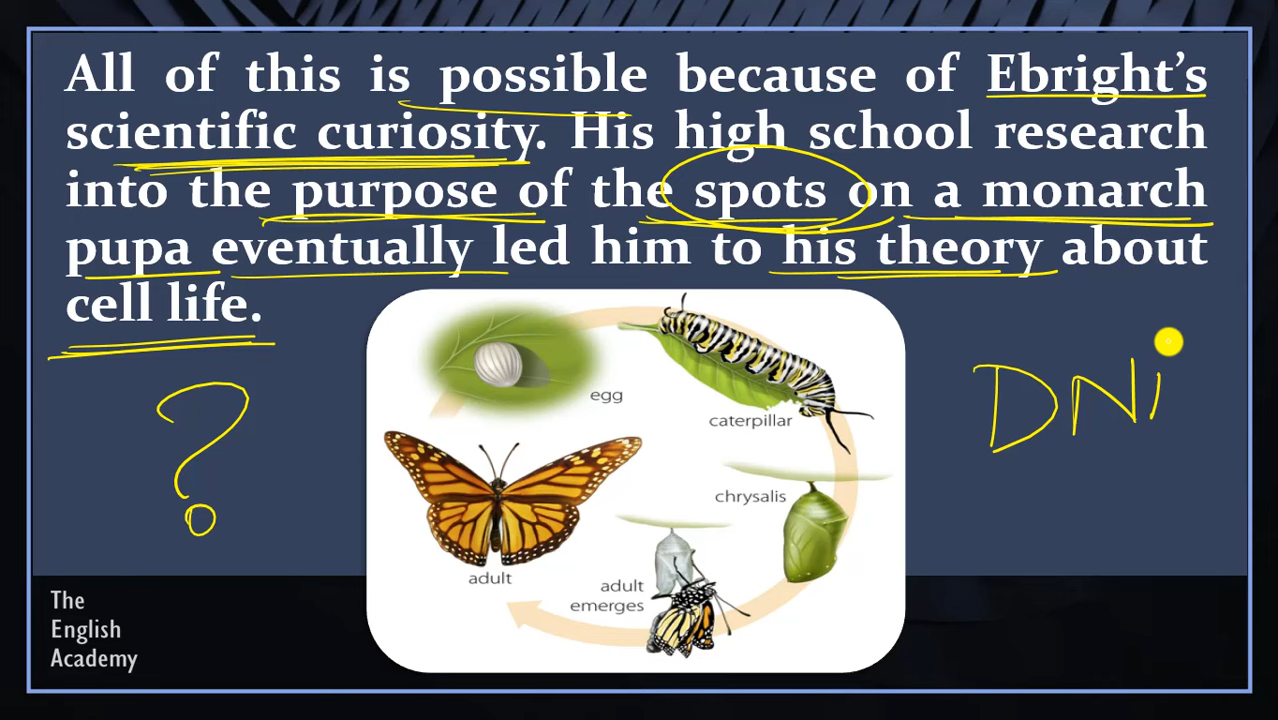 All of this is possible because of Ebright’s
scientific curiosity. His high school research
into the purpose of the spots on a monarch
pupa eventually led him to his theory about
cell life.
egg
caterpillar
chrysalis
adult
emerges
adult
?
DNi
The
English
Academy